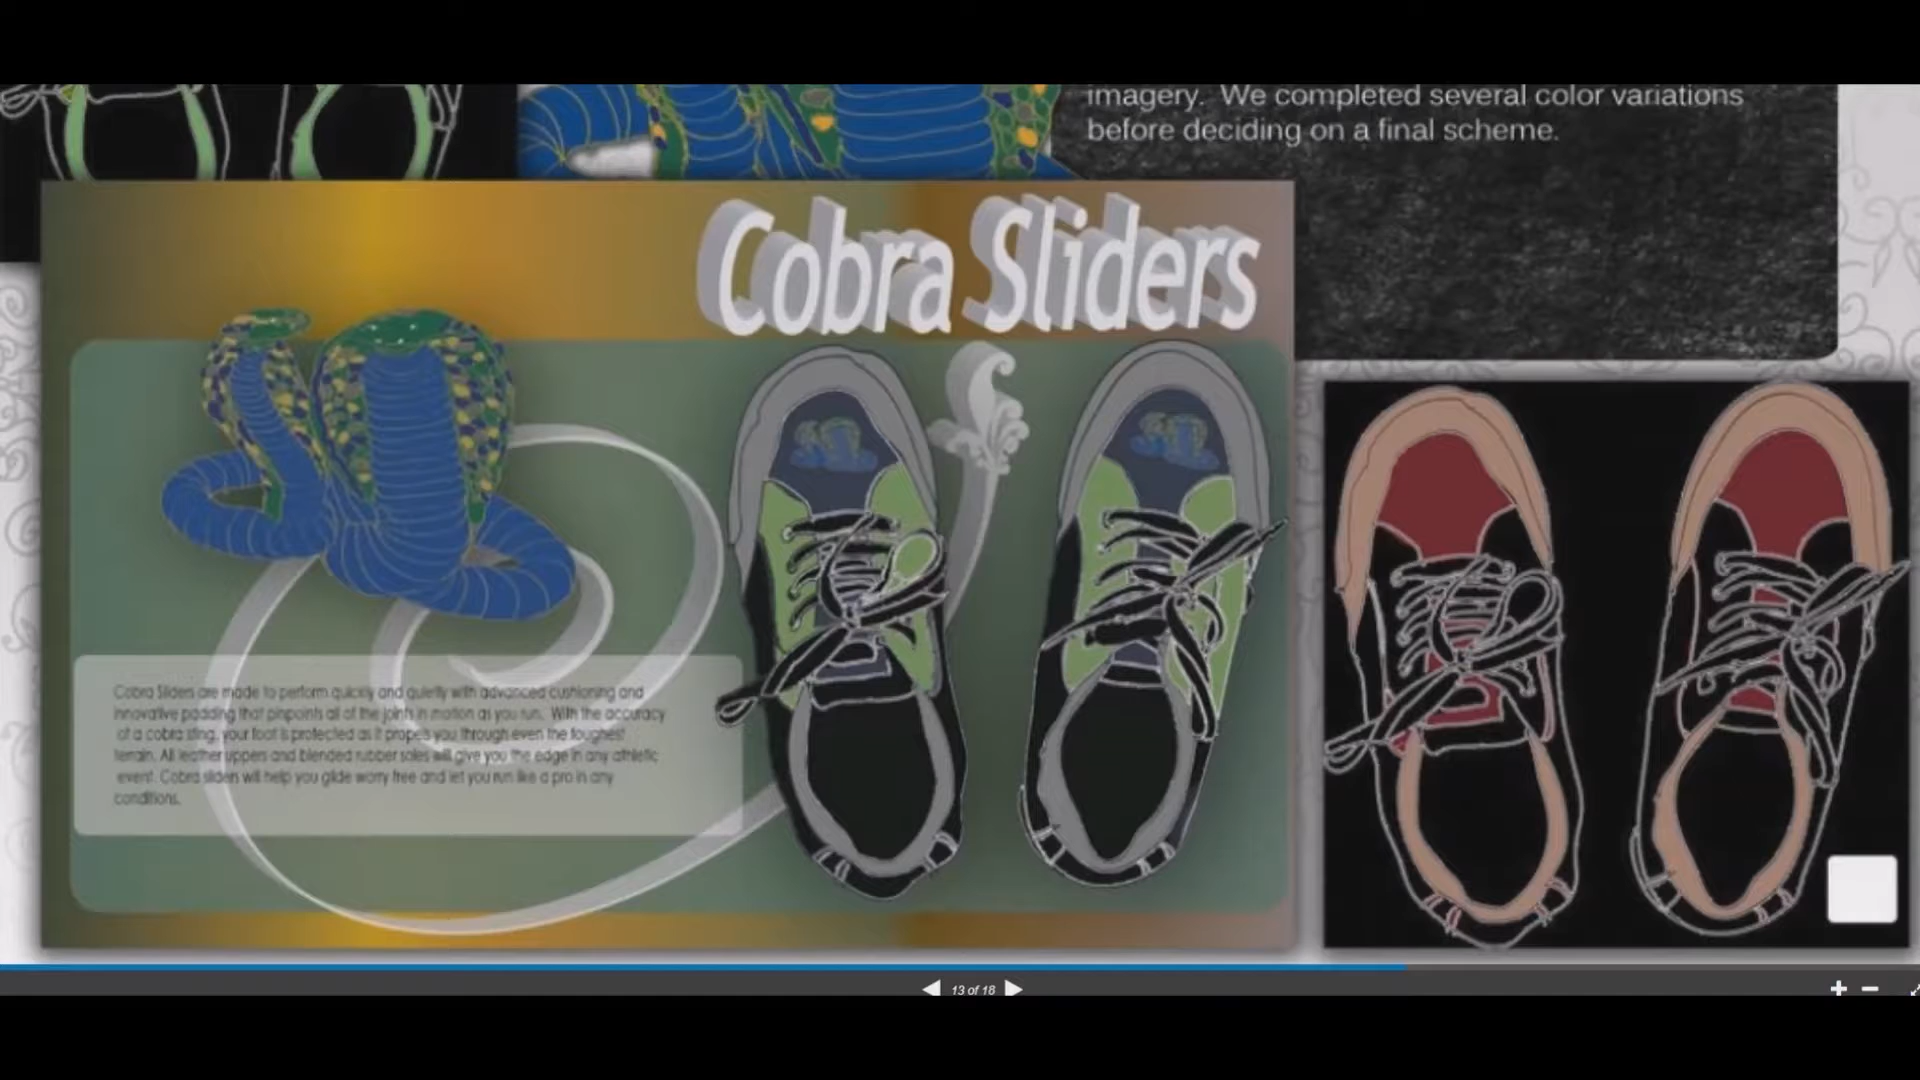 imagery. We completed several color variations
before deciding on a final scheme.
Cobra Sliders
Cobra Sliders are made to perform quickly and quietly with advanced cushioning and
innovative padding that pinpoints all of the joints in motion as you run. With the accuracy
of a cobra sting, your foot is protected as it propels you through even the toughest
terrain. All leather uppers and blended rubber soles will give you the edge in any athletic
event. Cobra sliders will help you glide worry free and let you run like a pro in any
conditions.
13 of 18